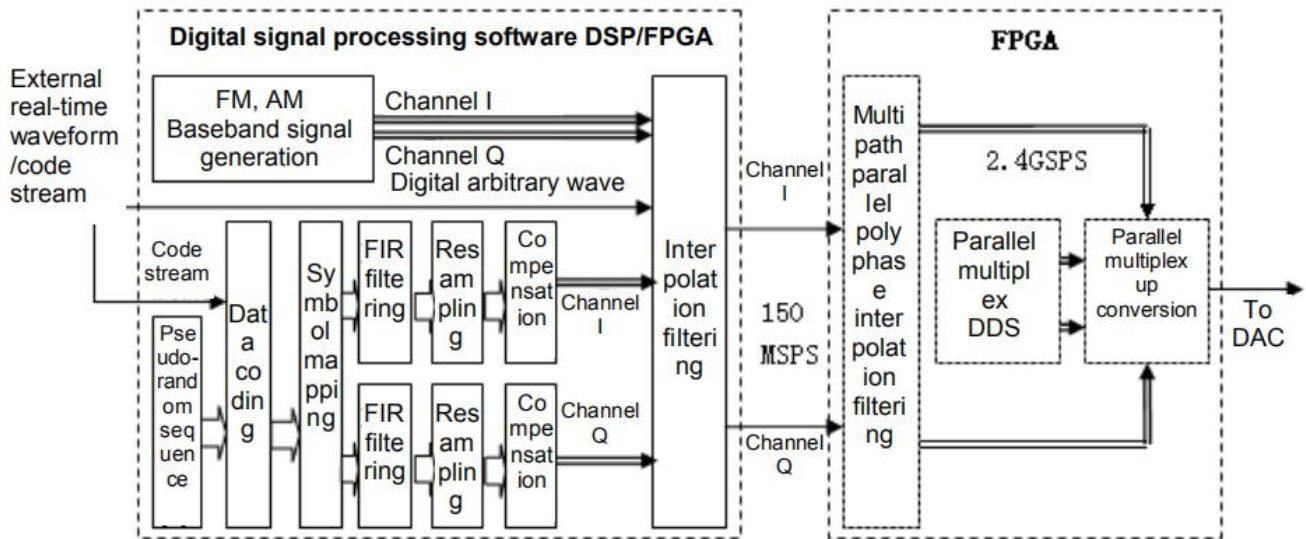 Digital signal processing software DSP/FPGA
FPGA
External
real-time
waveform
/code
stream
FM, AM
Baseband signal
generation
Channel I
Channel Q
Digital arbitrary wave
Code
stream
Pse
udo-
rand
om
seq
uence
Dat
a
co
din
g
Sy
mb
ol
ma
ppi
ng
FIR
filte
ring
Res
am
plin
g
Co
mpe
nsat
ion
Channel
I
FIR
filte
ring
Res
am
plin
g
Co
mpe
nsat
ion
Channel
Q
Inter
polat
ion
filteri
ng
Channel
I
150
MSPS
Channel
Q
Multi
path
paral
lel
poly
phas
e
inter
polat
ion
filteri
ng
2.4GSPS
Parallel
multipl
ex
DDS
Parallel
multiplex
up
conversion
To
DAC